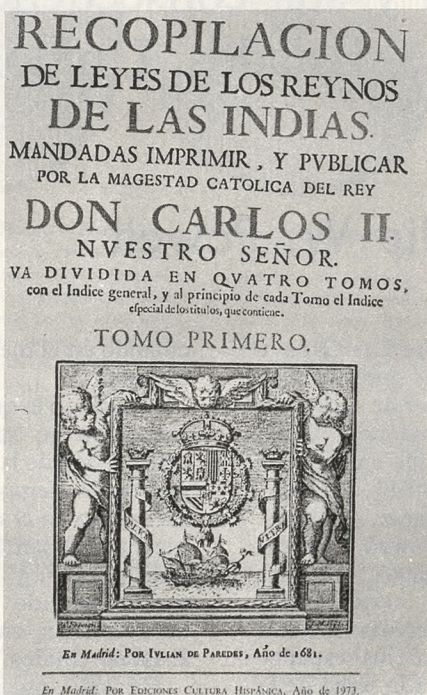 RECOPILACION
DE LEYES DE LOS REYNOS
DE LAS INDIAS.
MANDADAS IMPRIMIR, Y PVBLICAR
POR LA MAGESTAD CATOLICA DEL REY
DON CARLOS II.
NVESTRO SEÑOR.
VA DIVIDIDA EN QVATRO TOMOS,
con el Indice general, y al principio de cada Tomo el Indice
especial de los titulos, que contiene.
TOMO PRIMERO.
En Madrid: POR IVLIAN DE PAREDES, Año de 1681.
En Madrid: POR EDICIONES CULTURA HISPÁNICA, Año de 1973.